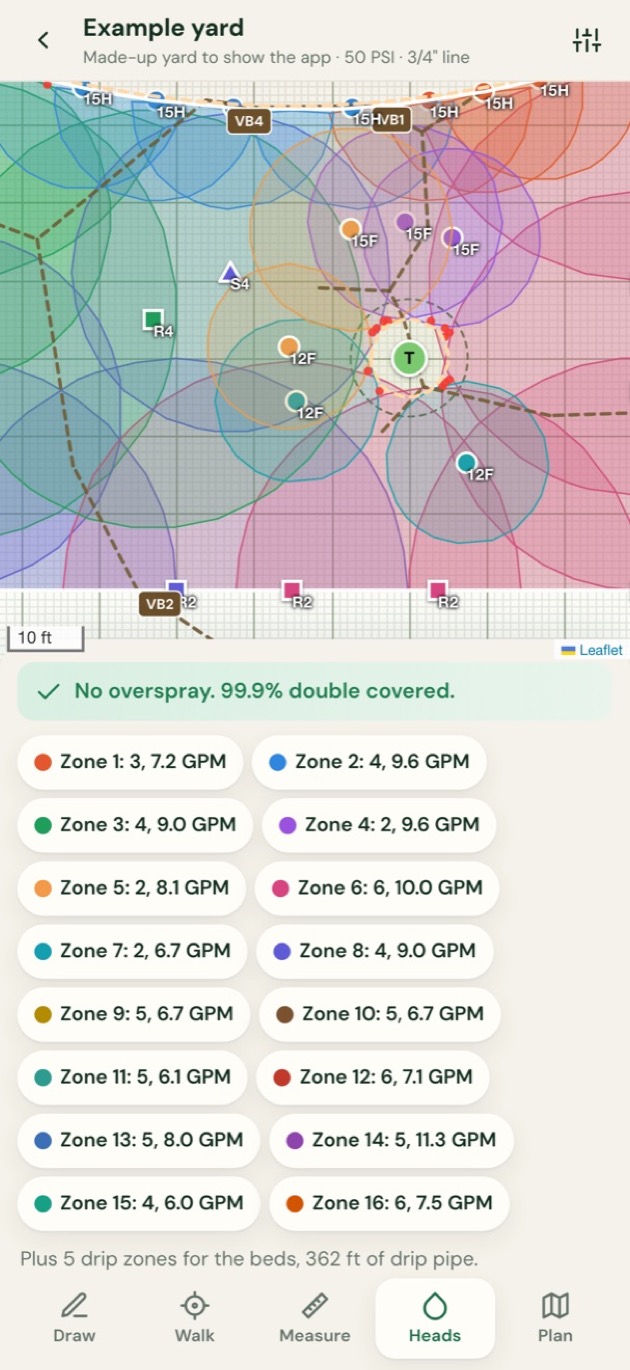 Example yard
Made-up yard to show the app · 50 PSI · 3/4" line
15H
15H
VB4
15H
VB1
15H
15H
15H
15F
15F
15F
S4
R4
12F
T
12F
12F
VB2
R2
R2
R2
10 ft
Leaflet
No overspray. 99.9% double covered.
Zone 1: 3, 7.2 GPM
Zone 2: 4, 9.6 GPM
Zone 3: 4, 9.0 GPM
Zone 4: 2, 9.6 GPM
Zone 5: 2, 8.1 GPM
Zone 6: 6, 10.0 GPM
Zone 7: 2, 6.7 GPM
Zone 8: 4, 9.0 GPM
Zone 9: 5, 6.7 GPM
Zone 10: 5, 6.7 GPM
Zone 11: 5, 6.1 GPM
Zone 12: 6, 7.1 GPM
Zone 13: 5, 8.0 GPM
Zone 14: 5, 11.3 GPM
Zone 15: 4, 6.0 GPM
Zone 16: 6, 7.5 GPM
Plus 5 drip zones for the beds, 362 ft of drip pipe.
Draw
Walk
Measure
Heads
Plan